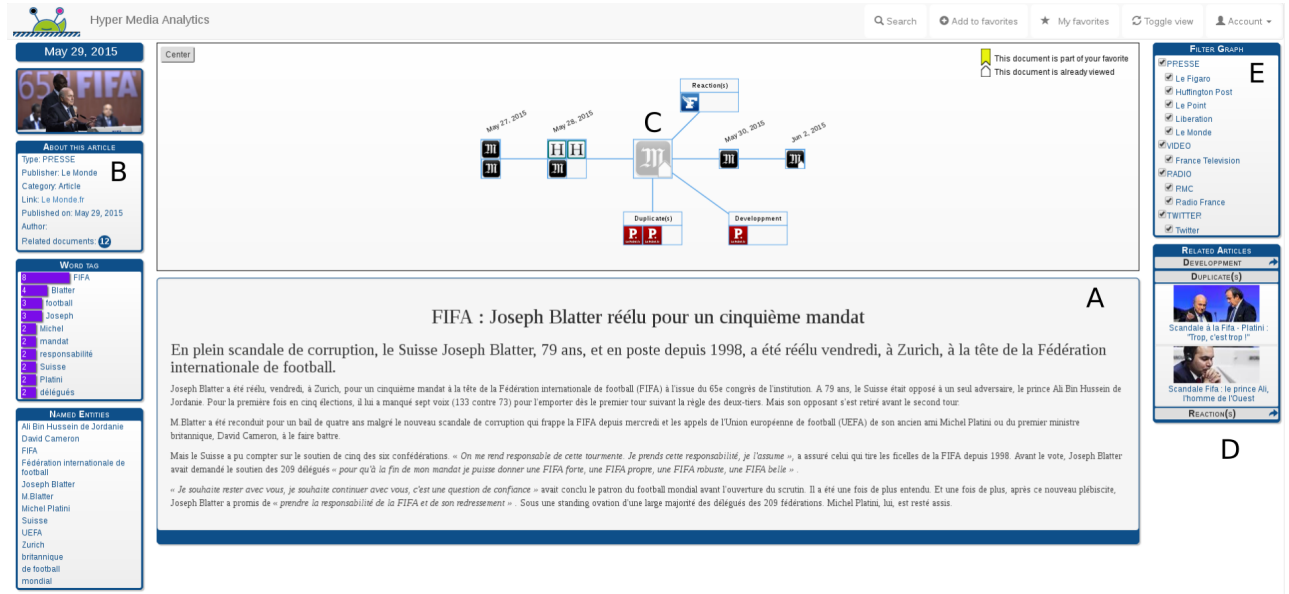 Hyper Media Analytics
Search
Add to favorites
My favorites
Toggle view
Account
May 29, 2015
65 FIFA
ABOUT THIS ARTICLE
Type: PRESSE
Publisher: Le Monde
Category: Article
Link: Le Monde.fr
Published on: May 29, 2015
Author:
Related documents: 12
B
WORD TAG
8 FIFA
4 Blatter
3 football
3 Joseph
2 Michel
2 mandat
2 responsabilité
2 Suisse
2 Platini
2 délégués
NAMED ENTITIES
Ali Bin Hussein de Jordanie
David Cameron
FIFA
Fédération internationale de
football
Joseph Blatter
M.Blatter
Michel Platini
Suisse
UEFA
Zurich
britannique
de football
mondial
Center
This document is part of your favorite
This document is already viewed
Reaction(s)
F
May 27, 2015
May 28, 2015
C
May 30, 2015
Jun 2, 2015
M
M
H H
M
M
M
M
Duplicate(s)
P. P.
Developpment
P.
A
FIFA : Joseph Blatter réélu pour un cinquième mandat
En plein scandale de corruption, le Suisse Joseph Blatter, 79 ans, et en poste depuis 1998, a été réélu vendredi, à Zurich, à la tête de la Fédération
internationale de football.
Joseph Blatter a été réélu, vendredi, à Zurich, pour un cinquième mandat à la tête de la Fédération internationale de football (FIFA) à l'issue du 65e congrès de l'institution. A 79 ans, le Suisse était opposé à un seul adversaire, le prince Ali Bin Hussein de
Jordanie. Pour la première fois en cinq élections, il lui a manqué sept voix (133 contre 73) pour l'emporter dès le premier tour suivant la règle des deux-tiers. Mais son opposant s'est retiré avant le second tour.
M.Blatter a été reconduit pour un bail de quatre ans malgré le nouveau scandale de corruption qui frappe la FIFA depuis mercredi et les appels de l'Union européenne de football (UEFA) de son ancien ami Michel Platini ou du premier ministre
britannique, David Cameron, à le faire battre.
Mais le Suisse a pu compter sur le soutien de cinq des six confédérations. « On me rend responsable de cette tourmente. Je prends cette responsabilité, je l'assume », a assuré celui qui tire les ficelles de la FIFA depuis 1998. Avant le vote, Joseph Blatter
avait demandé le soutien des 209 délégués « pour qu'à la fin de mon mandat je puisse donner une FIFA forte, une FIFA propre, une FIFA robuste, une FIFA belle » .
« Je souhaite rester avec vous, je souhaite continuer avec vous, c'est une question de confiance » avait conclu le patron du football mondial avant l'ouverture du scrutin. Il a été une fois de plus entendu. Et une fois de plus, après ce nouveau plébiscite,
Joseph Blatter a promis de « prendre la responsabilité de la FIFA et de son redressement » . Sous une standing ovation d'une large majorité des délégués des 209 fédérations. Michel Platini, lui, est resté assis.
FILTER GRAPH
E
PRESSE
Le Figaro
Huffington Post
Le Point
Liberation
Le Monde
VIDEO
France Television
RADIO
RMC
Radio France
TWITTER
Twitter
RELATED ARTICLES
DEVELOPPMENT
DUPLICATE(S)
Scandale à la Fifa - Platini :
"Trop, c'est trop !"
Scandale Fifa : le prince Ali,
l'homme de l'Ouest
REACTION(S)
D